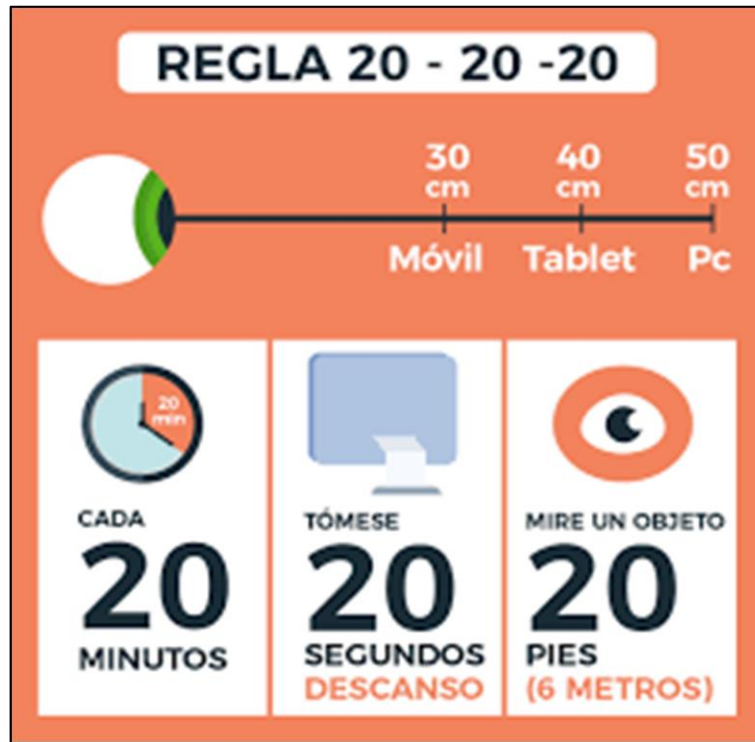 REGLA 20 - 20 -20
30 40 50
cm cm cm
Móvil Tablet Pc
20
min
CADA
20
MINUTOS
TÓMESE
20
SEGUNDOS
DESCANSO
MIRE UN OBJETO
20
PIES
(6 METROS)